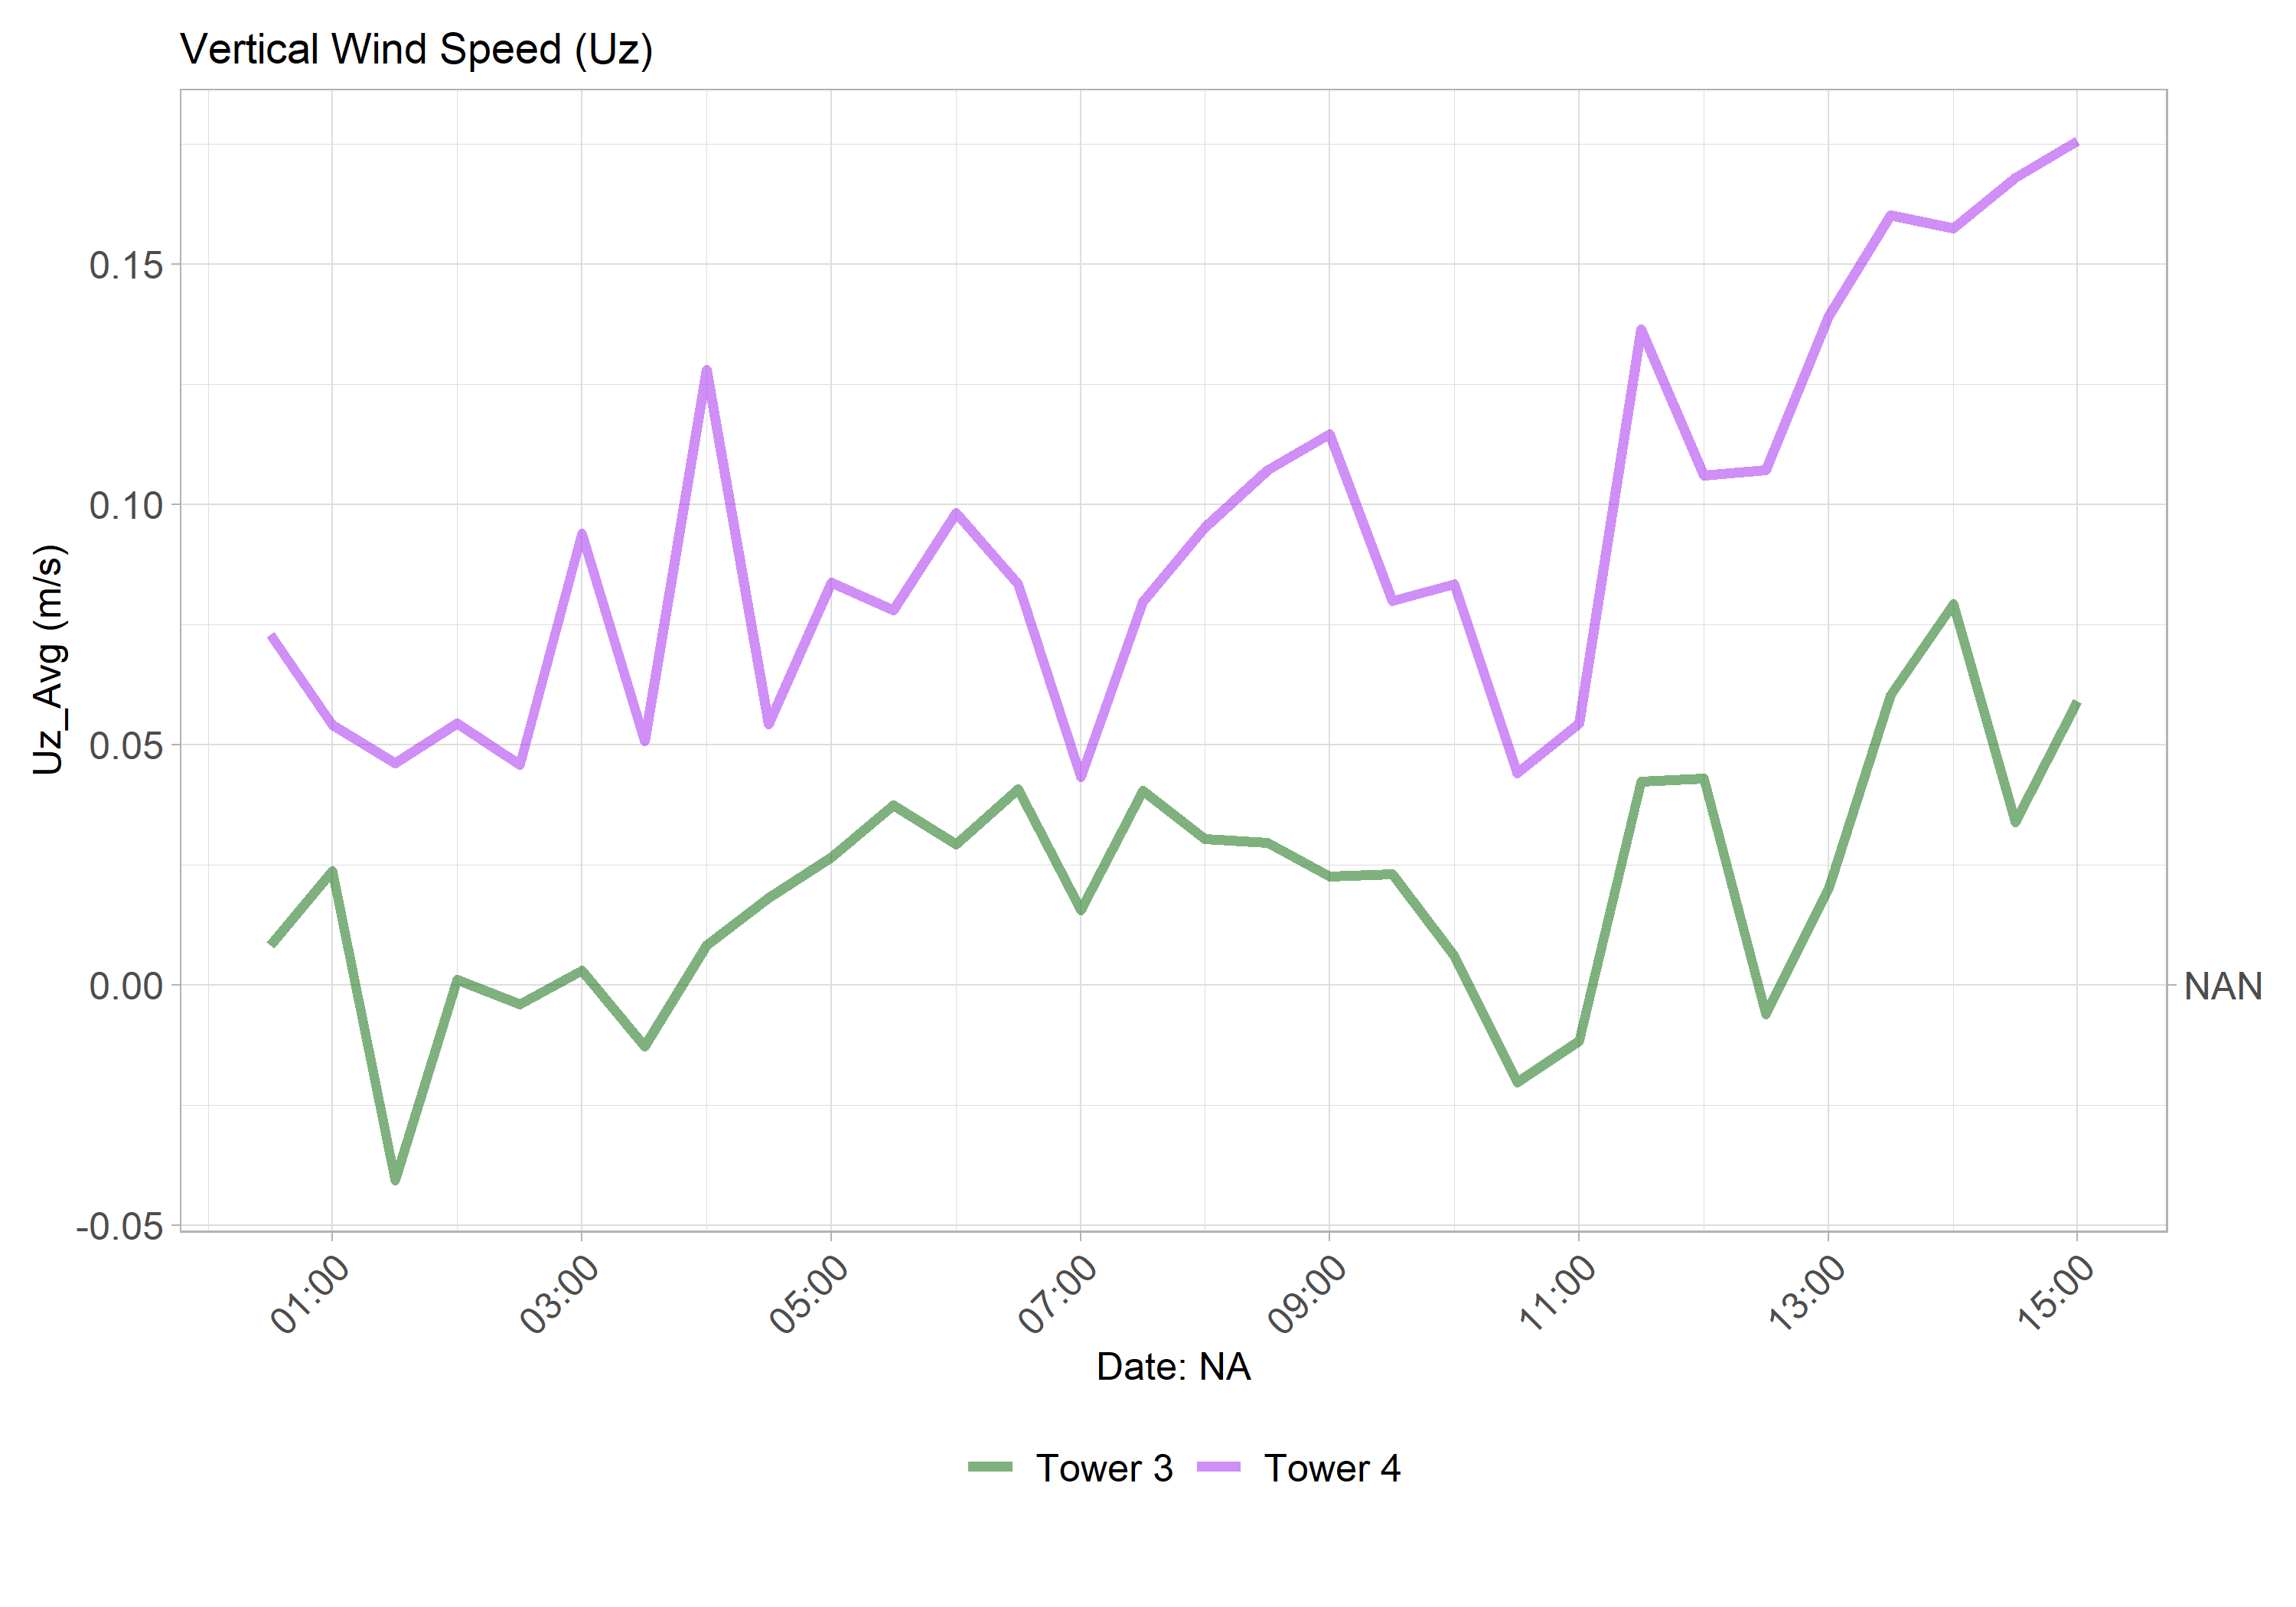 Vertical Wind Speed (Uz)
Uz_Avg (m/s)
0.15
0.10
0.05
0.00
-0.05
NAN
01:00
03:00
05:00
07:00
09:00
11:00
13:00
15:00
Date: NA
Tower 3
Tower 4